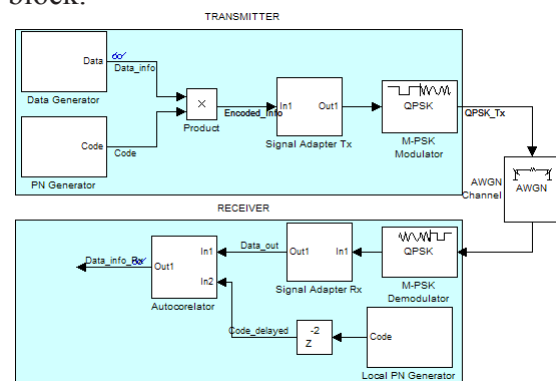 block.
TRANSMITTER
Data
Data_info
Data Generator
×
Product
Code
Code
PN Generator
Encoded_Info
In1
Out1
Signal Adapter Tx
QPSK
M-PSK
Modulator
QPSK_Tx
AWGN
Channel
AWGN
RECEIVER
Data_info_Rx
Out1
In1
In2
Autocorelator
Data_out
Out1
In1
Signal Adapter Rx
QPSK
M-PSK
Demodulator
Code_delayed
-2
Z
Code
Local PN Generator